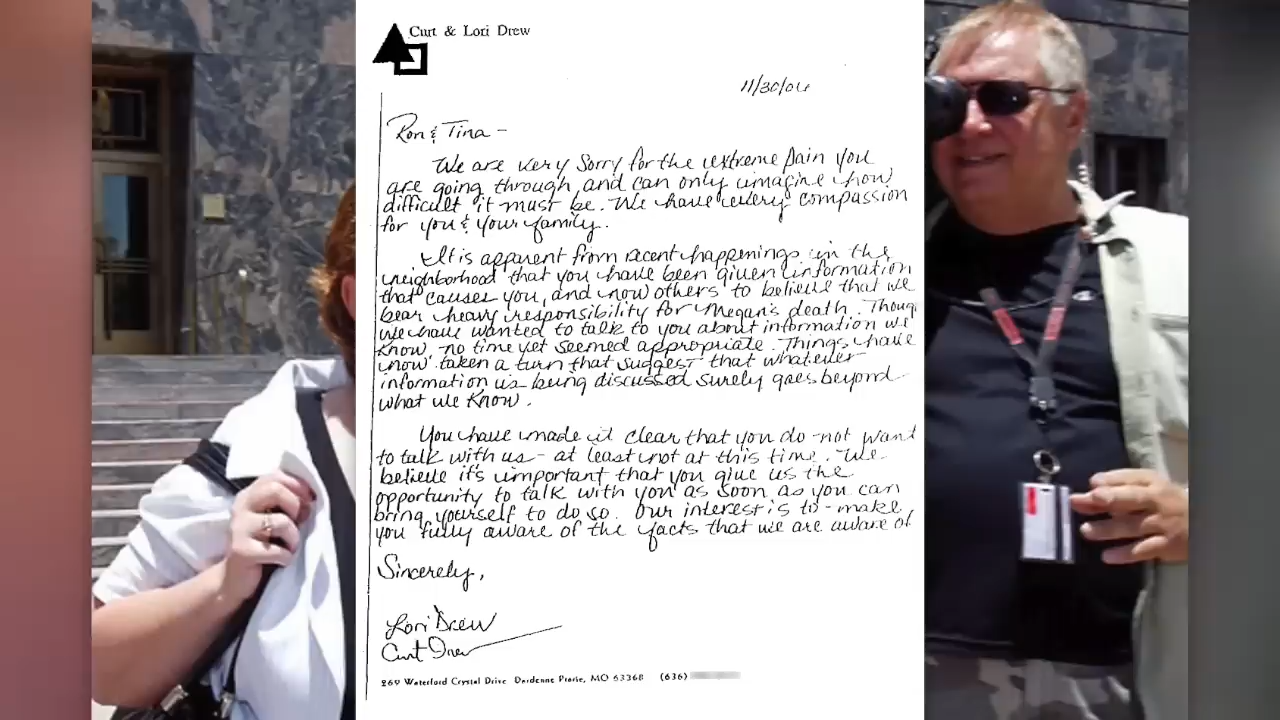 Curt & Lori Drew
11/30/06
Ron & Tina -
We are very sorry for the extreme pain you
are going through, and can only imagine how
difficult it must be. We have every compassion
for you & your family.
It is apparent from recent happenings in the
neighborhood that you have been given information
that causes you, and now others to believe that we
bear heavy responsibility for Megan's death. Thoug
we have wanted to talk to you about information we
know, no time yet seemed appropriate. Things have
now taken a turn that suggest that whatever
information is being discussed surely goes beyond
what we know.
You have made it clear that you do not want
to talk with us - at least not at this time. We
believe it's important that you give us the
opportunity to talk with you as soon as you can
bring yourself to do so. Our interest is to make
you fully aware of the facts that we are aware of
Sincerely,
Lori Drew
Curt Drew
269 Waterford Crystal Drive Dardenne Prarie, MO 63368 (636)